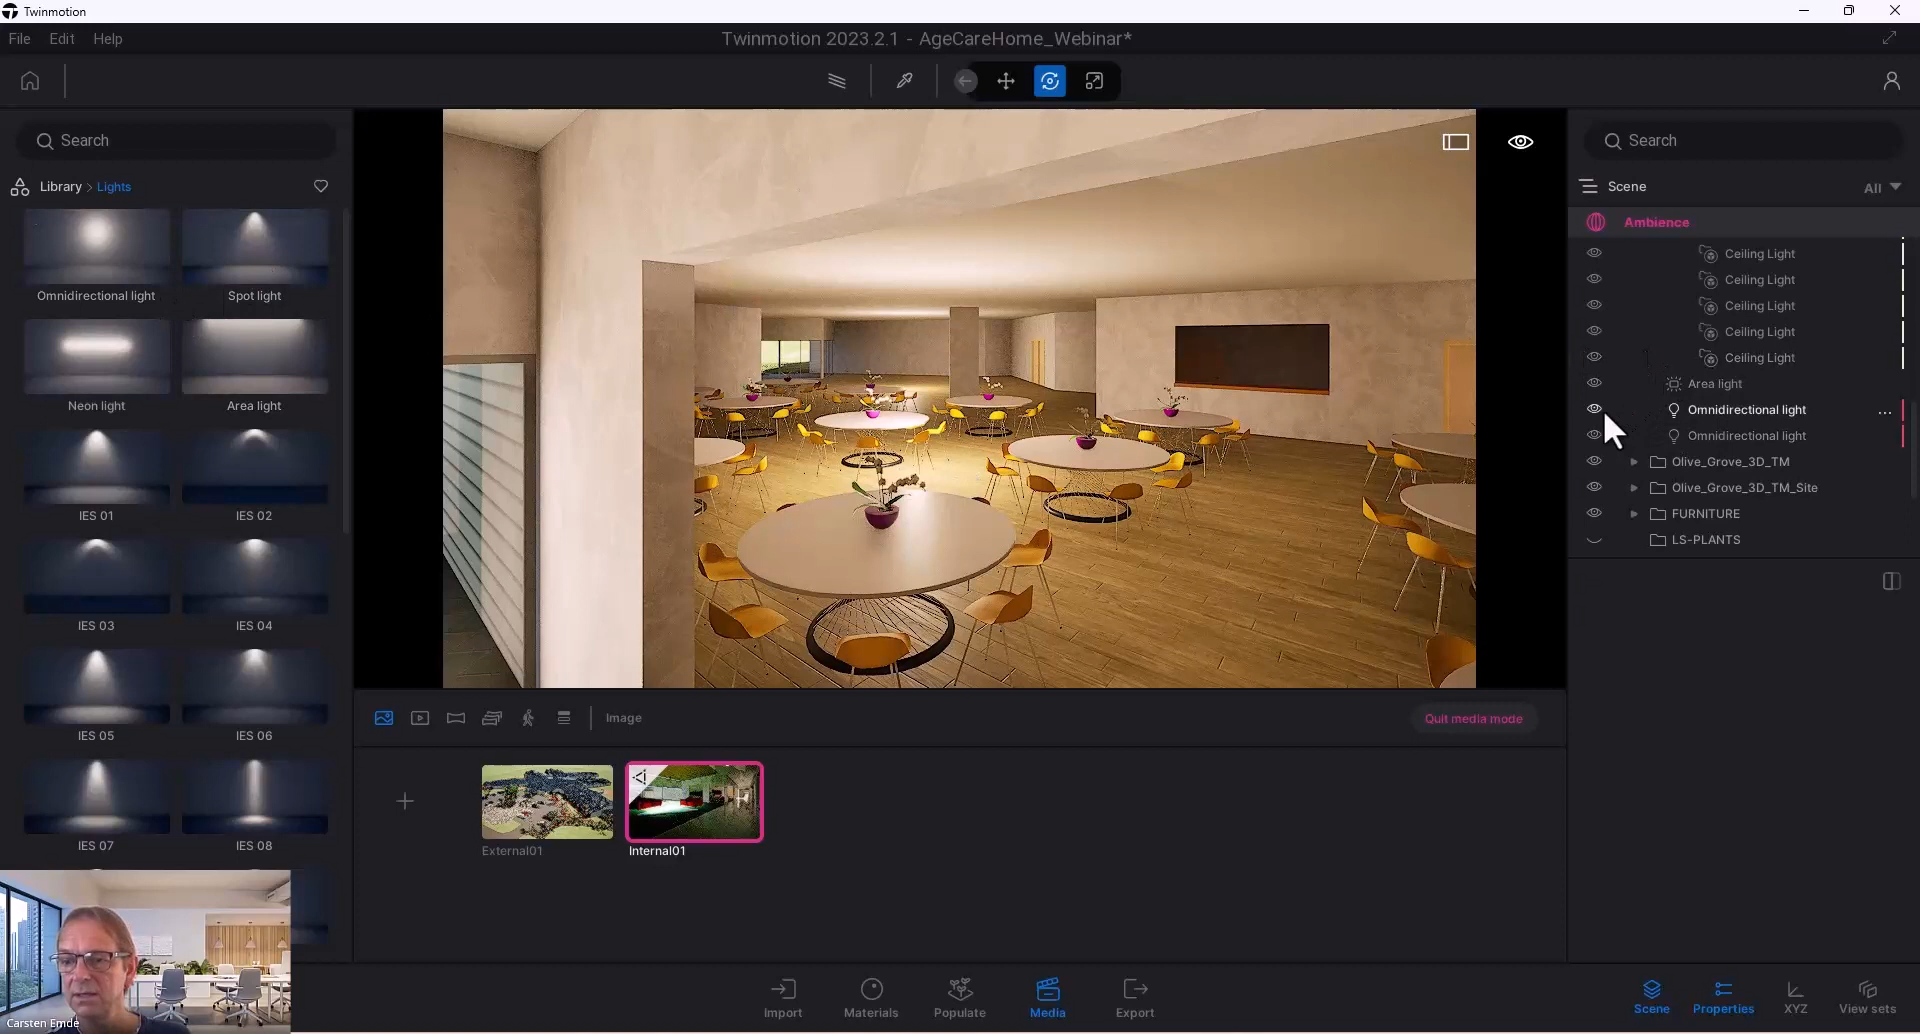 Twinmotion
File Edit Help
Twinmotion 2023.2.1 - AgeCareHome_Webinar*
Search
Library > Lights
Omnidirectional light
Spot light
Neon light
Area light
IES 01
IES 02
IES 03
IES 04
IES 05
IES 06
IES 07
IES 08
Carsten Emde
Image
Quit media mode
External01
Internal01
Import
Materials
Populate
Media
Export
Search
Scene
All
Ambience
Ceiling Light
Ceiling Light
Ceiling Light
Ceiling Light
Ceiling Light
Area light
Omnidirectional light ...
Omnidirectional light
Olive_Grove_3D_TM
Olive_Grove_3D_TM_Site
FURNITURE
LS-PLANTS
Scene
Properties
XYZ
View sets